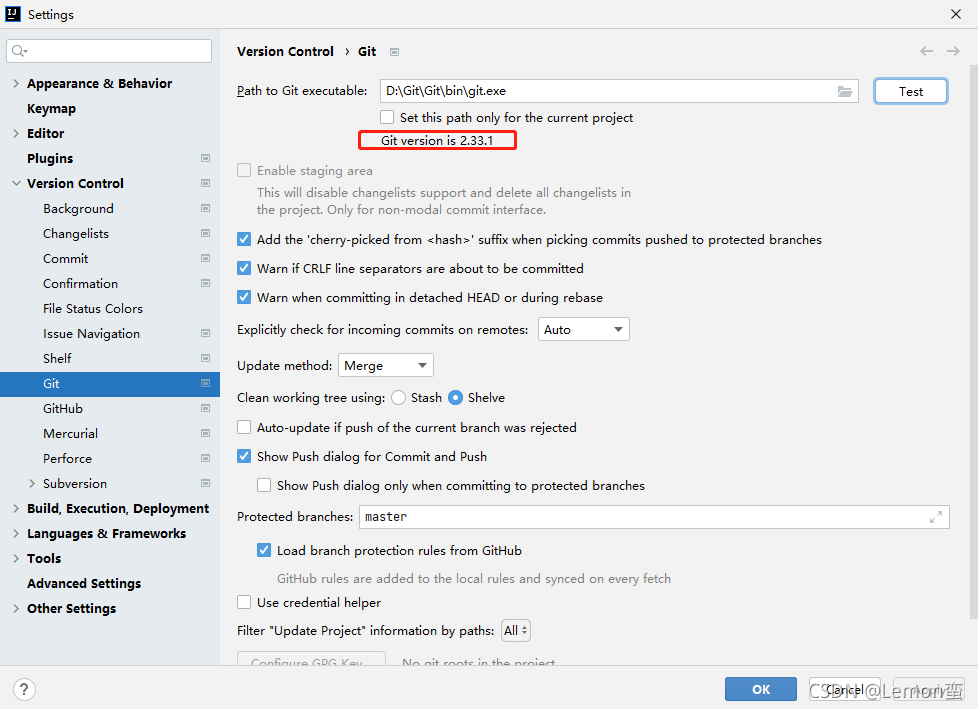 Settings
Appearance & Behavior
Keymap
Editor
Plugins
Version Control
Background
Changelists
Commit
Confirmation
File Status Colors
Issue Navigation
Shelf
Git
GitHub
Mercurial
Perforce
Subversion
Build, Execution, Deployment
Languages & Frameworks
Tools
Advanced Settings
Other Settings
Version Control › Git
Path to Git executable: D:\Git\Git\bin\git.exe Test
Set this path only for the current project
Git version is 2.33.1
Enable staging area
This will disable changelists support and delete all changelists in
the project. Only for non-modal commit interface.
Add the 'cherry-picked from <hash>' suffix when picking commits pushed to protected branches
Warn if CRLF line separators are about to be committed
Warn when committing in detached HEAD or during rebase
Explicitly check for incoming commits on remotes: Auto
Update method: Merge
Clean working tree using: Stash Shelve
Auto-update if push of the current branch was rejected
Show Push dialog for Commit and Push
Show Push dialog only when committing to protected branches
Protected branches: master
Load branch protection rules from GitHub
GitHub rules are added to the local rules and synced on every fetch
Use credential helper
Filter "Update Project" information by paths: All
Configure GPG Key... No git roots in the project
? OK Cancel Apply
CSDN @Lemon蛮